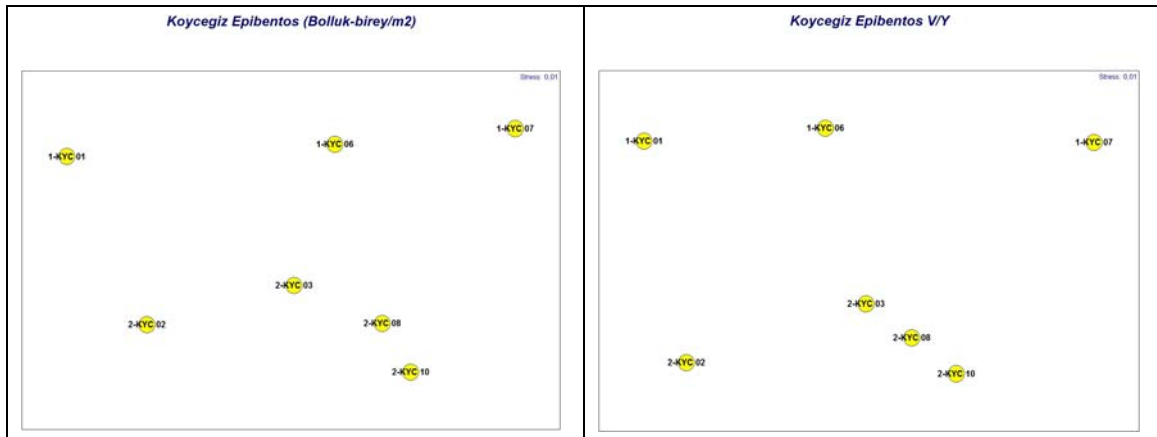 Koycegiz Epibentos (Bolluk-birey/m2)
Stress: 0,01
1-KYC 07
1-KYC 06
1-KYC 01
2-KYC 03
2-KYC 02
2-KYC 08
2-KYC 10
Koycegiz Epibentos V/Y
Stress: 0,01
1-KYC 06
1-KYC 01
1-KYC 07
2-KYC 03
2-KYC 08
2-KYC 02
2-KYC 10